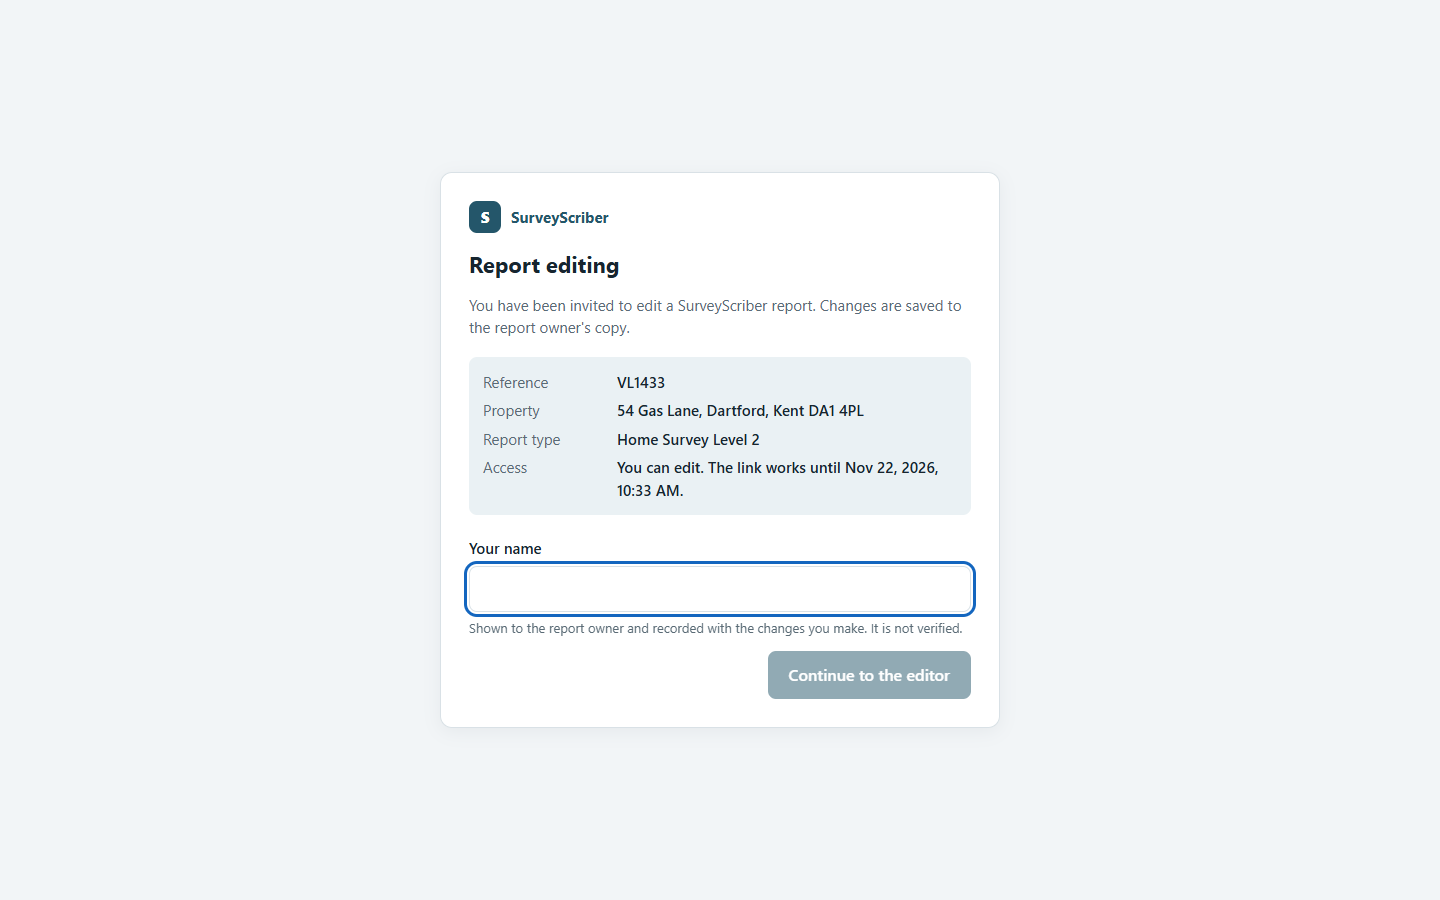 S SurveyScriber
Report editing
You have been invited to edit a SurveyScriber report. Changes are saved to
the report owner's copy.
Reference VL1433
Property 54 Gas Lane, Dartford, Kent DA1 4PL
Report type Home Survey Level 2
Access You can edit. The link works until Nov 22, 2026,
10:33 AM.
Your name
Shown to the report owner and recorded with the changes you make. It is not verified.
Continue to the editor